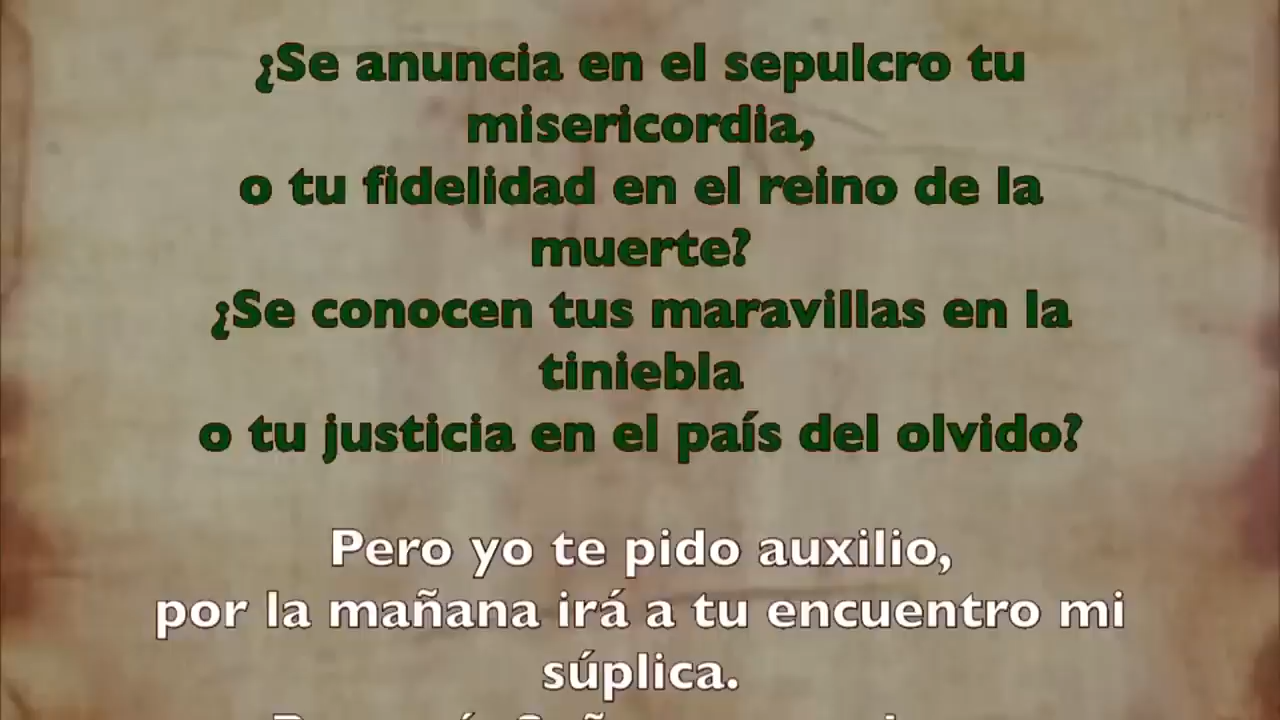 ¿Se anuncia en el sepulcro tu
misericordia,
o tu fidelidad en el reino de la
muerte?
¿Se conocen tus maravillas en la
tiniebla
o tu justicia en el país del olvido?
Pero yo te pido auxilio,
por la mañana irá a tu encuentro mi
súplica.